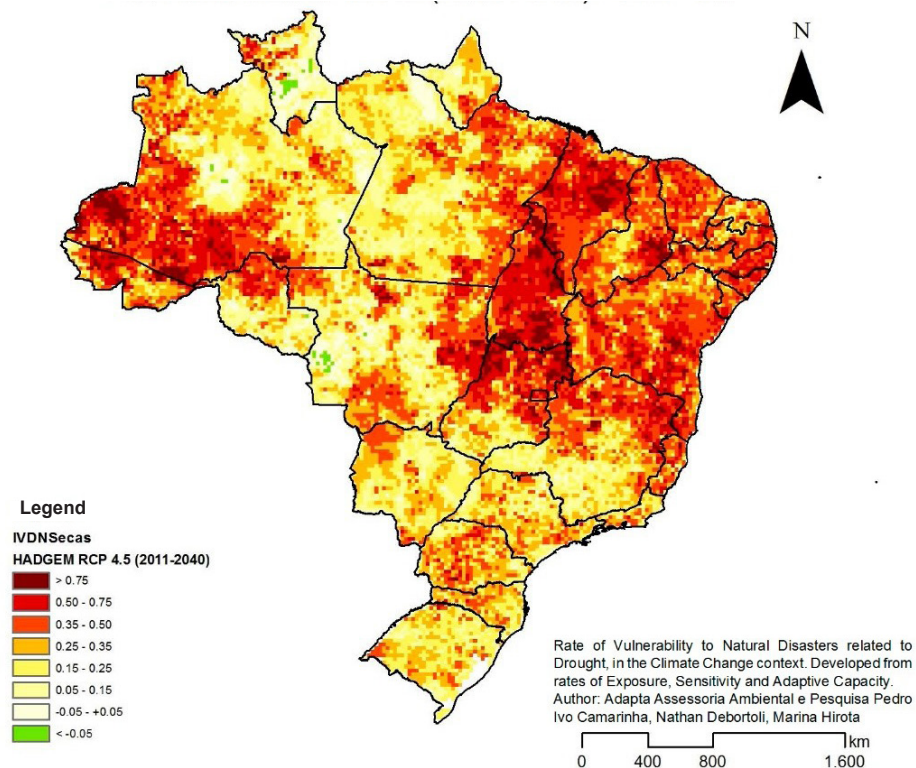 N
Legend
IVDNSecas
HADGEM RCP 4.5 (2011-2040)
> 0.75
0.50 - 0.75
0.35 - 0.50
0.25 - 0.35
0.15 - 0.25
0.05 - 0.15
-0.05 - +0.05
< -0.05
Rate of Vulnerability to Natural Disasters related to
Drought, in the Climate Change context. Developed from
rates of Exposure, Sensitivity and Adaptive Capacity.
Author: Adapta Assessoria Ambiental e Pesquisa Pedro
Ivo Camarinha, Nathan Debortoli, Marina Hirota
km
0 400 800 1.600